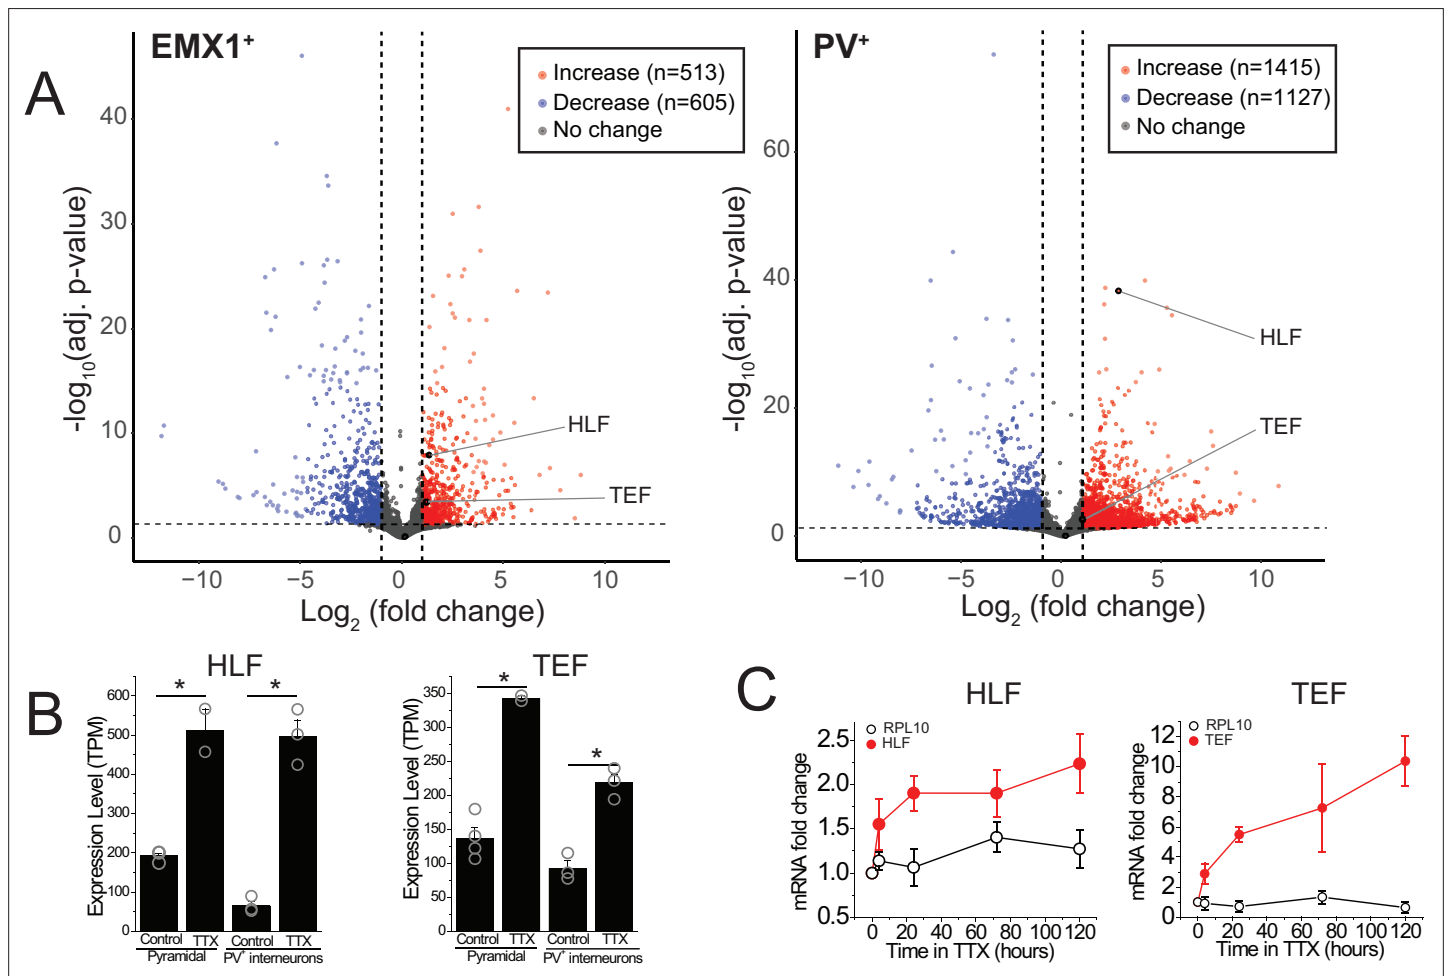 A
EMX1+
Increase (n=513)
Decrease (n=605)
No change
-log10(adj. p-value)
40
30
20
10
0
HLF
TEF
−10
−5
0
5
10
Log2 (fold change)
PV+
Increase (n=1415)
Decrease (n=1127)
No change
-log10(adj. p-value)
60
40
20
0
HLF
TEF
−10
−5
0
5
10
Log2 (fold change)
B
HLF
Expression Level (TPM)
600
500
400
300
200
100
0
*
*
Control TTX Control TTX
Pyramidal PV+ interneurons
TEF
Expression Level (TPM)
350
300
250
200
150
100
50
0
*
*
Control TTX Control TTX
Pyramidal PV+ interneurons
C
HLF
RPL10
HLF
mRNA fold change
2.5
2.0
1.5
1.0
0.5
0 20 40 60 80 100 120
Time in TTX (hours)
TEF
RPL10
TEF
mRNA fold change
12
10
8
6
4
2
0
0 20 40 60 80 100 120
Time in TTX (hours)